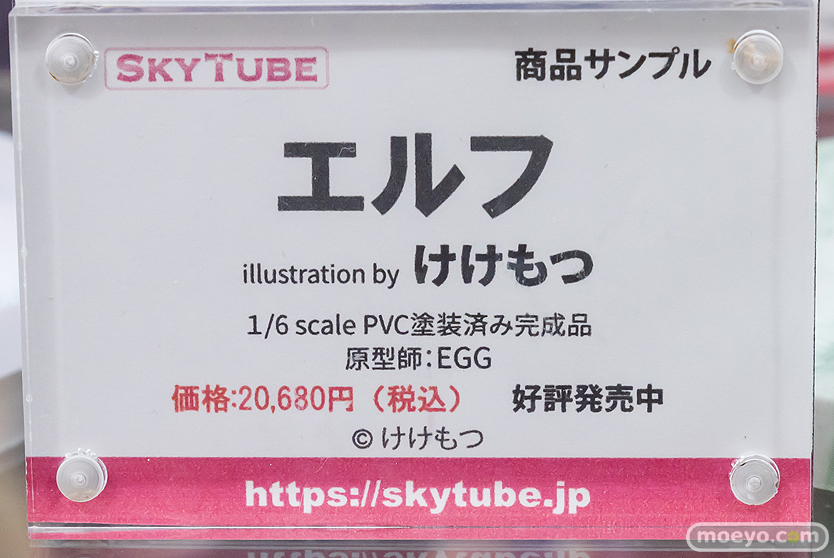 SKYTUBE
商品サンプル
エルフ
illustration by けけもつ
1/6 scale PVC塗装済み完成品
原型師:EGG
価格:20,680円（税込） 好評発売中
© けけもつ
https://skytube.jp
moeyo.com